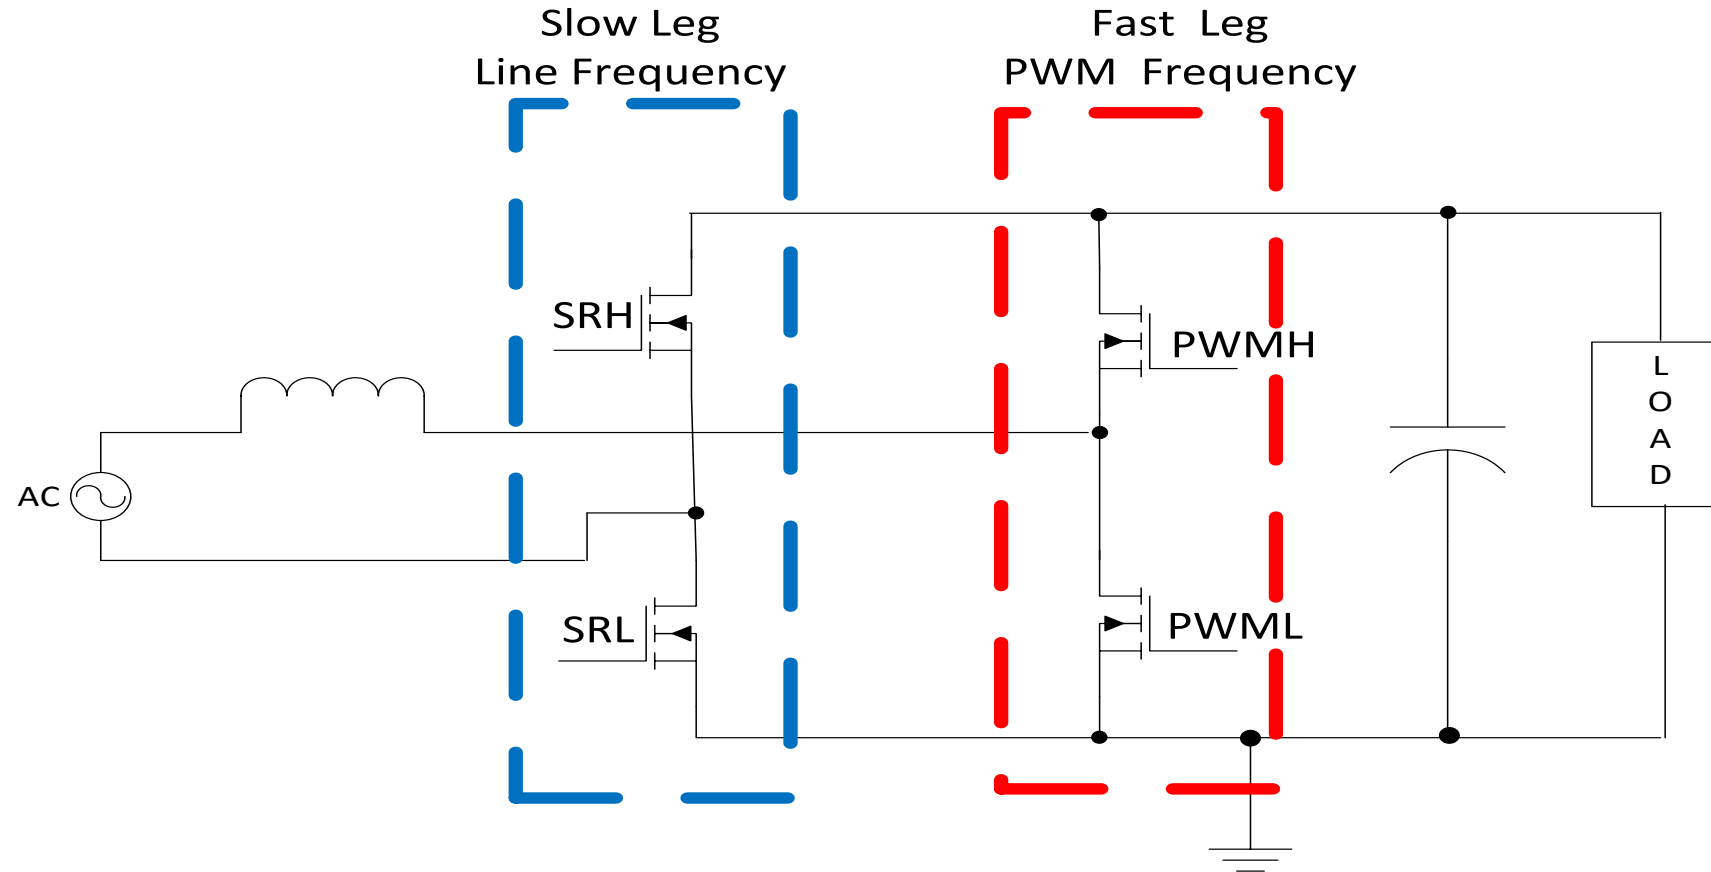 Slow Leg
Line Frequency
Fast Leg
PWM Frequency
SRH
PWMH
L
O
A
D
AC
SRL
PWML